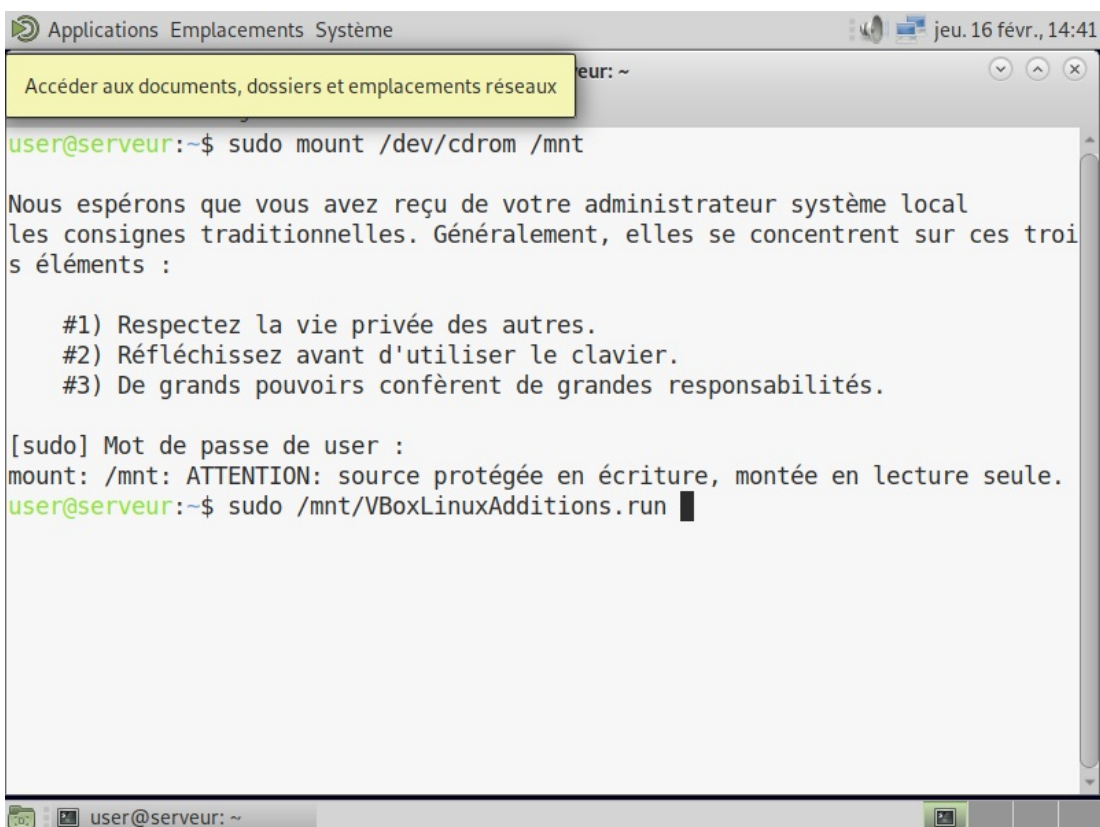 Applications Emplacements Système jeu. 16 févr., 14:41
eur: ~
Accéder aux documents, dossiers et emplacements réseaux
user@serveur:~$ sudo mount /dev/cdrom /mnt
Nous espérons que vous avez reçu de votre administrateur système local
les consignes traditionnelles. Généralement, elles se concentrent sur ces troi
s éléments :
#1) Respectez la vie privée des autres.
#2) Réfléchissez avant d'utiliser le clavier.
#3) De grands pouvoirs confèrent de grandes responsabilités.
[sudo] Mot de passe de user :
mount: /mnt: ATTENTION: source protégée en écriture, montée en lecture seule.
user@serveur:~$ sudo /mnt/VBoxLinuxAdditions.run
user@serveur: ~